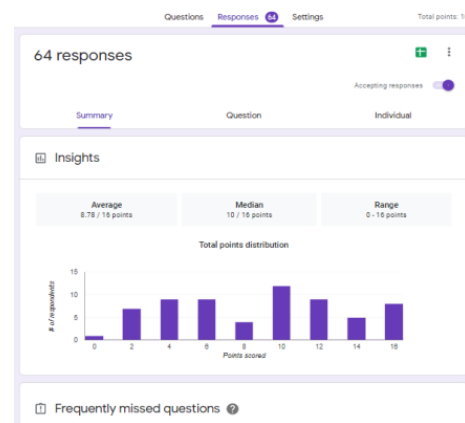 Questions Responses 64 Settings Total points: 1
64 responses
Accepting responses
Summary Question Individual
Insights
Average Median Range
8.78 / 16 points 10 / 16 points 0 - 16 points
Total points distribution
# of respondents
15
10
5
0
0 2 4 6 8 10 12 14 16
Points scored
Frequently missed questions ?